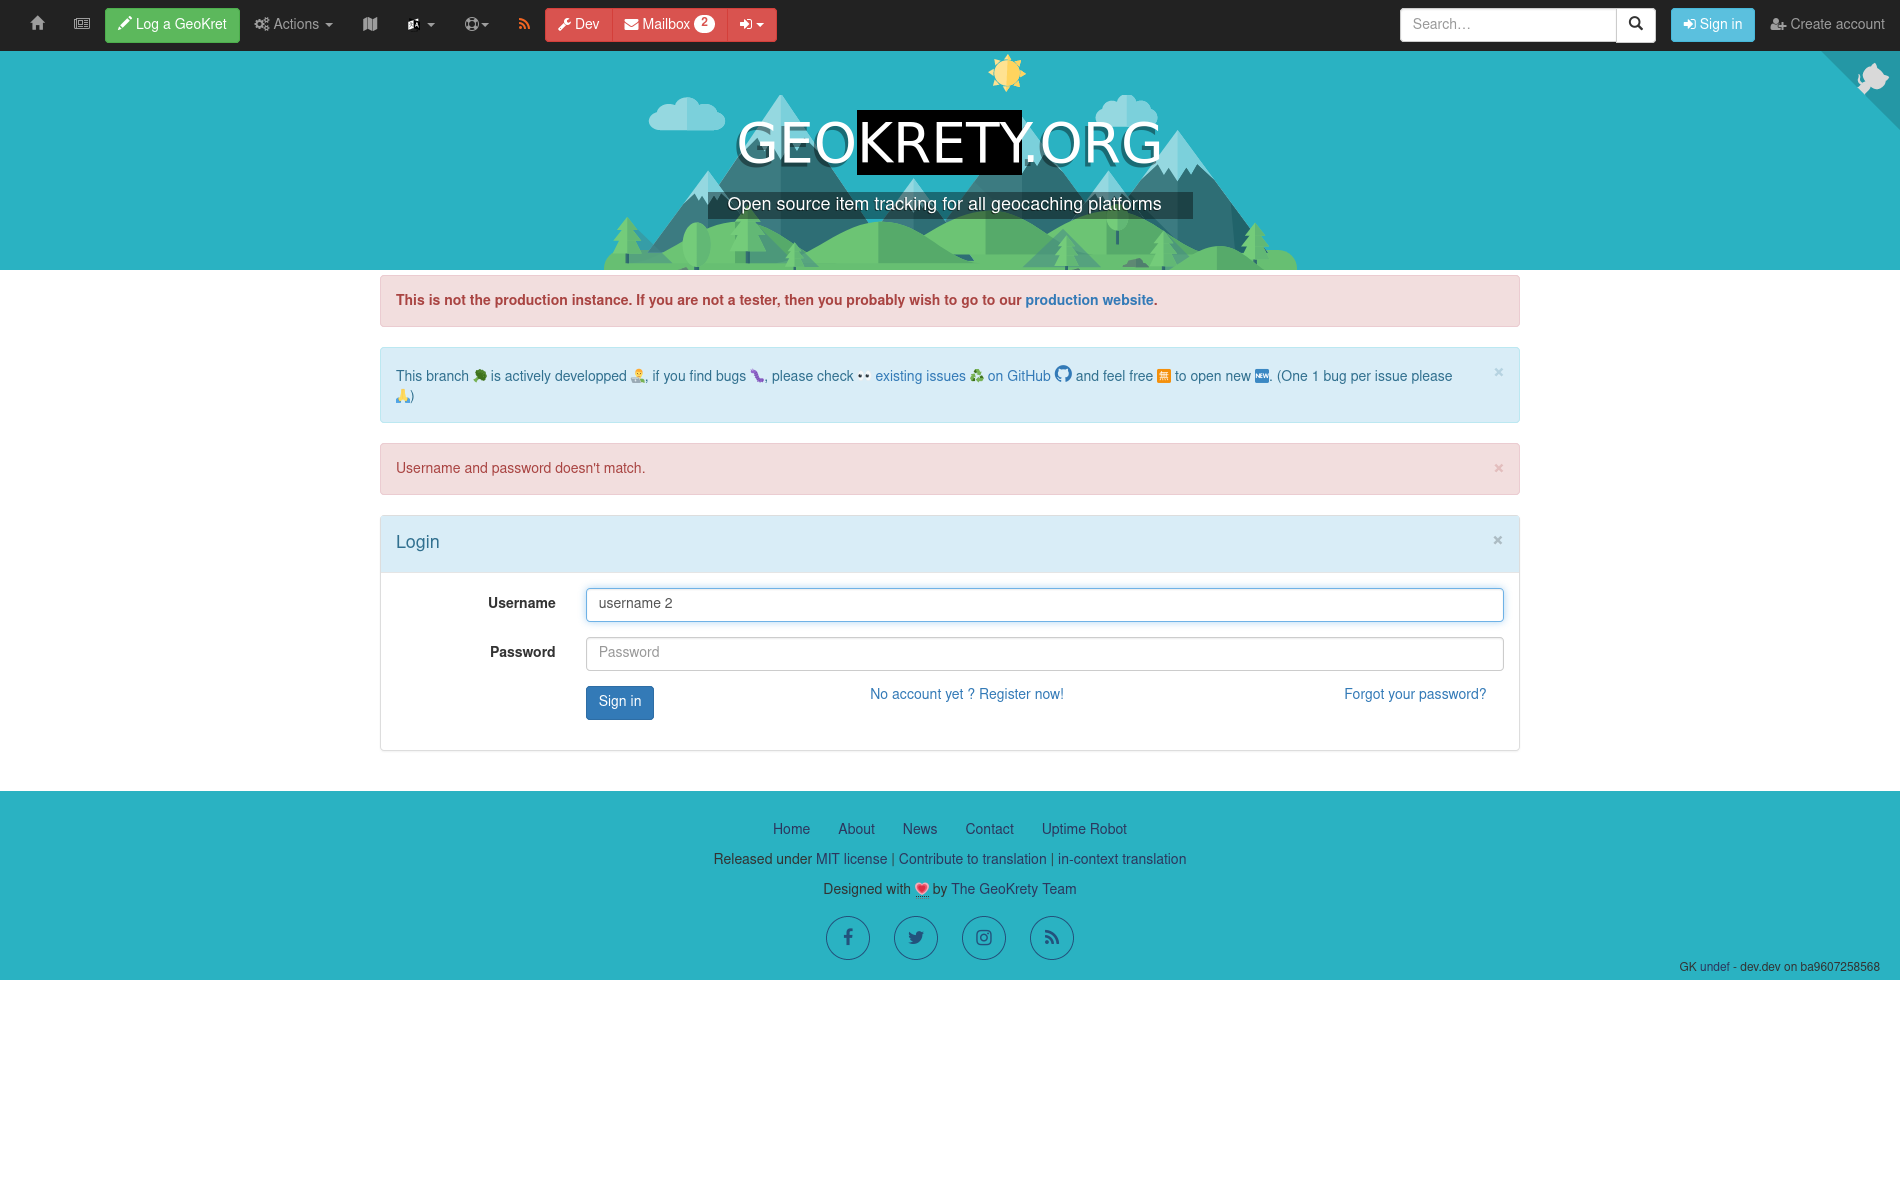 Log a GeoKret Actions Dev Mailbox 2 Search... Sign in Create account
GEOKRETY.ORG
Open source item tracking for all geocaching platforms
This is not the production instance. If you are not a tester, then you probably wish to go to our production website.
This branch 🥦 is actively developped 👷, if you find bugs 🐛, please check 👀 existing issues ♻ on GitHub and feel free 🈚 to open new 🆕. (One 1 bug per issue please
🙏)
Username and password doesn't match.
Login
Username username 2
Password Password
Sign in No account yet ? Register now! Forgot your password?
Home About News Contact Uptime Robot
Released under MIT license | Contribute to translation | in-context translation
Designed with 💗 by The GeoKrety Team
GK undef - dev.dev on ba9607258568